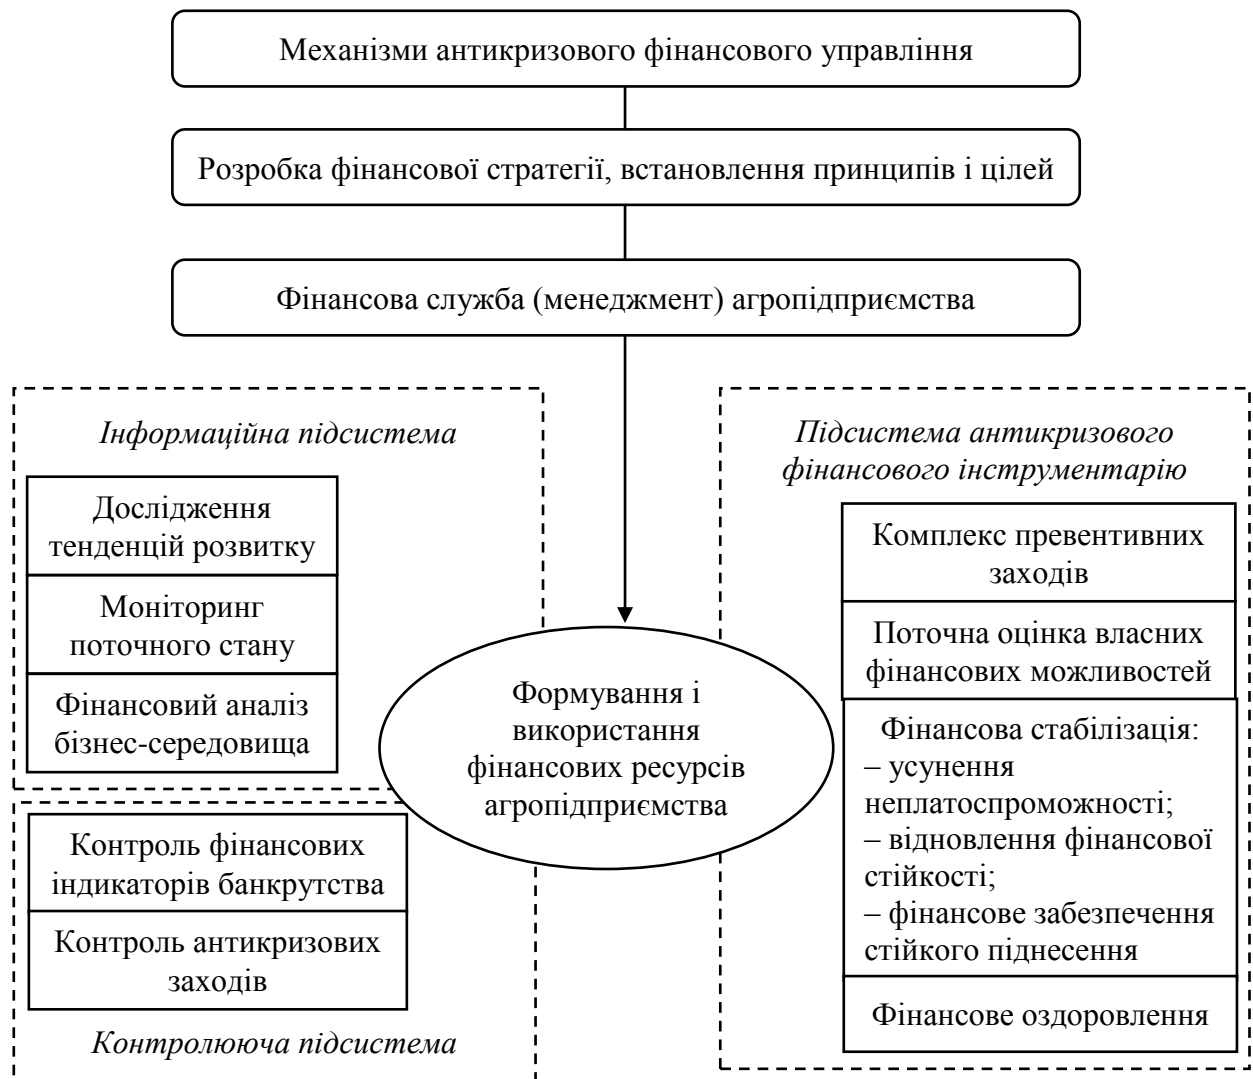 Механізми антикризового фінансового управління
Розробка фінансової стратегії, встановлення принципів і цілей
Фінансова служба (менеджмент) агропідприємства
Інформаційна підсистема
Дослідження
тенденцій розвитку
Моніторинг
поточного стану
Фінансовий аналіз
бізнес-середовища
Контроль фінансових
індикаторів банкрутства
Контроль антикризових
заходів
Контролююча підсистема
Формування і
використання
фінансових ресурсів
агропідприємства
Підсистема антикризового
фінансового інструментарію
Комплекс превентивних
заходів
Поточна оцінка власних
фінансових можливостей
Фінансова стабілізація:
– усунення
неплатоспроможності;
– відновлення фінансової
стійкості;
– фінансове забезпечення
стійкого піднесення
Фінансове оздоровлення